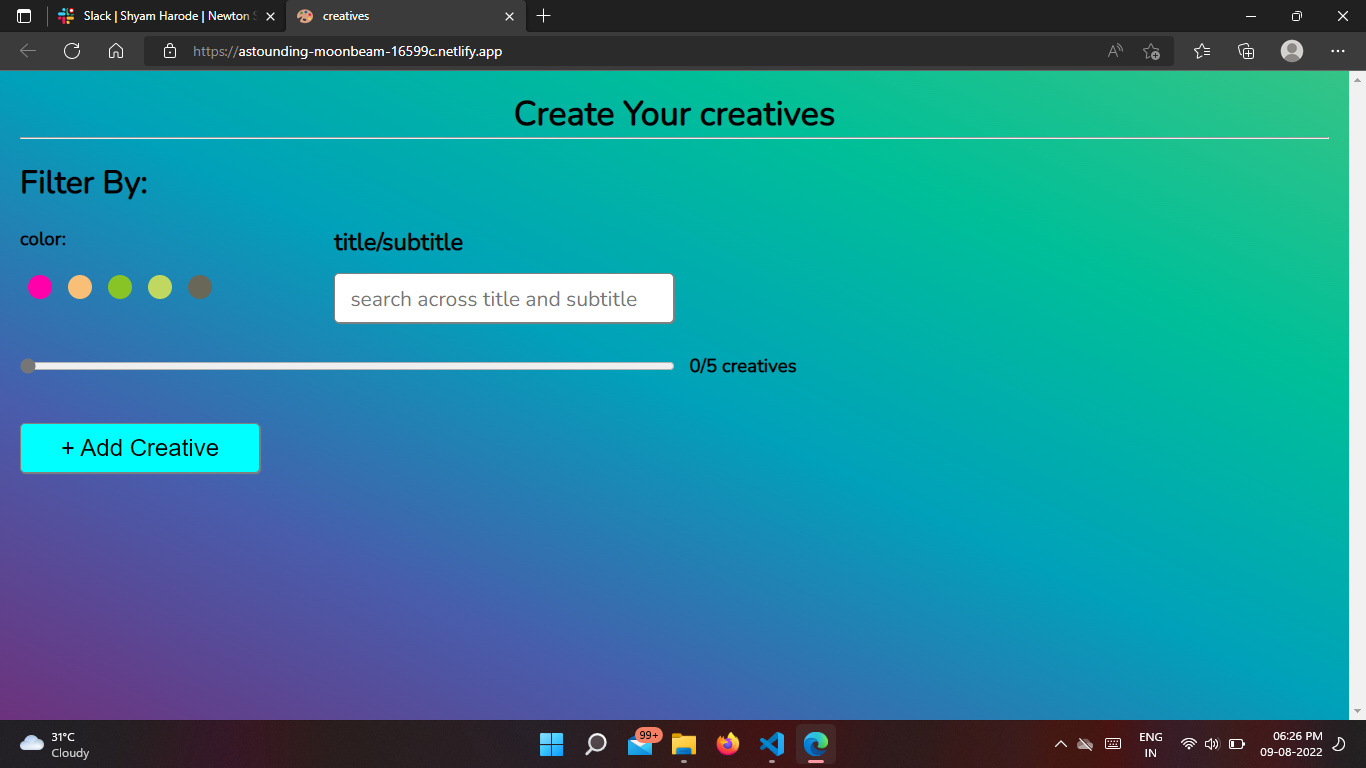 Slack | Shyam Harode | Newton
creatives
https://astounding-moonbeam-16599c.netlify.app
Create Your creatives
Filter By:
color:
title/subtitle
search across title and subtitle
0/5 creatives
+ Add Creative
31°C
Cloudy
99+
ENG
IN
06:26 PM
09-08-2022